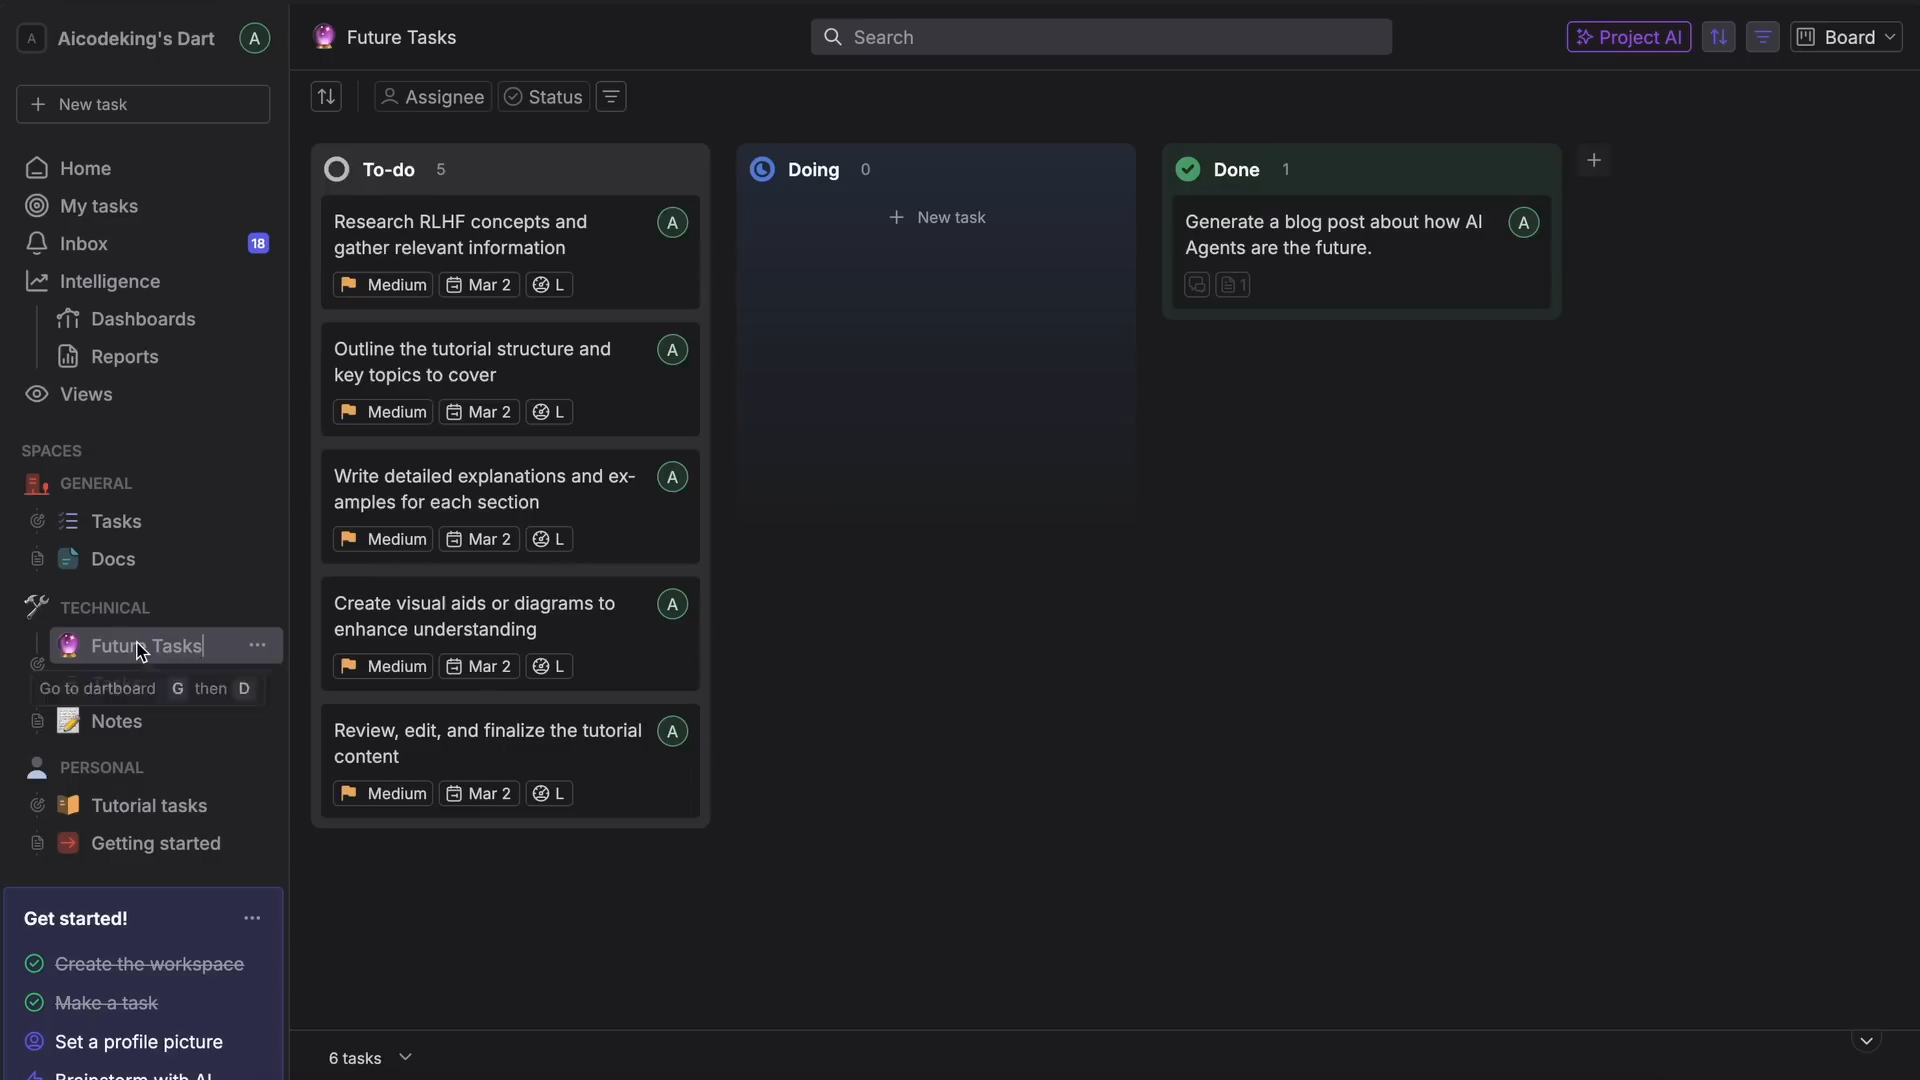 A
Aicodeking's Dart
A
New task
Home
My tasks
Inbox
18
Intelligence
Dashboards
Reports
Views
SPACES
GENERAL
Tasks
Docs
TECHNICAL
Future Tasks
Go to dartboard G then D
Notes
PERSONAL
Tutorial tasks
Getting started
Get started!
Create the workspace
Make a task
Set a profile picture
Brainstorm with AI
Future Tasks
Search
Project AI
Board
Assignee
Status
To-do 5
Research RLHF concepts and
gather relevant information
A
Medium
Mar 2
L
Outline the tutorial structure and
key topics to cover
A
Medium
Mar 2
L
Write detailed explanations and ex-
amples for each section
A
Medium
Mar 2
L
Create visual aids or diagrams to
enhance understanding
A
Medium
Mar 2
L
Review, edit, and finalize the tutorial
content
A
Medium
Mar 2
L
Doing 0
New task
Done 1
Generate a blog post about how AI
Agents are the future.
A
1
6 tasks